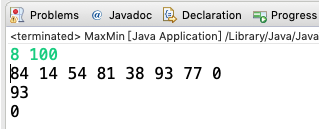 Problems @ Javadoc Declaration Progress
<terminated> MaxMin [Java Application] /Library/Java/Java
8 100
84 14 54 81 38 93 77 0
93
0